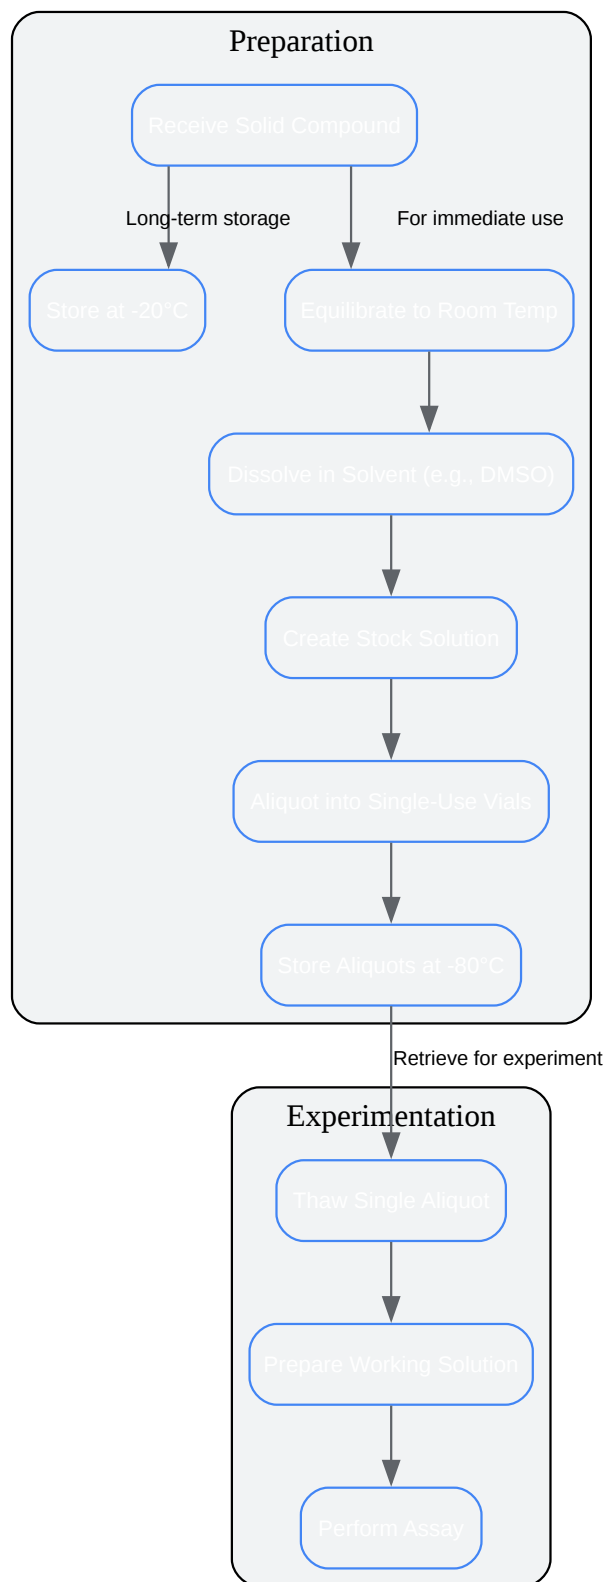 Preparation
Receive Solid Compound
Long-term storage
For immediate use
Store at -20°C
Equilibrate to Room Temp
Dissolve in Solvent (e.g., DMSO)
Create Stock Solution
Aliquot into Single-Use Vials
Store Aliquots at -80°C
Retrieve for experiment
Experimentation
Thaw Single Aliquot
Prepare Working Solution
Perform Assay